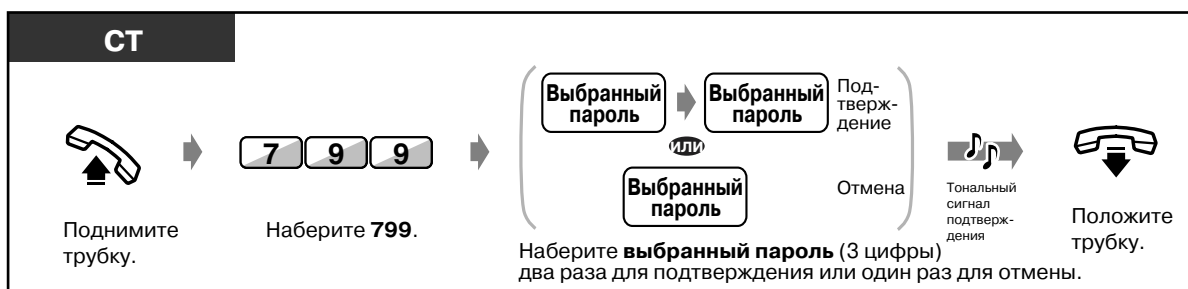 СТ
Поднимите
трубку.
7 9 9
Наберите 799.
Выбранный
пароль
Выбранный
пароль
Под-
тверж-
дение
или
Выбранный
пароль
Отмена
Наберите выбранный пароль (3 цифры)
два раза для подтверждения или один раз для отмены.
Тональный
сигнал
подтверж-
дения
Положите
трубку.